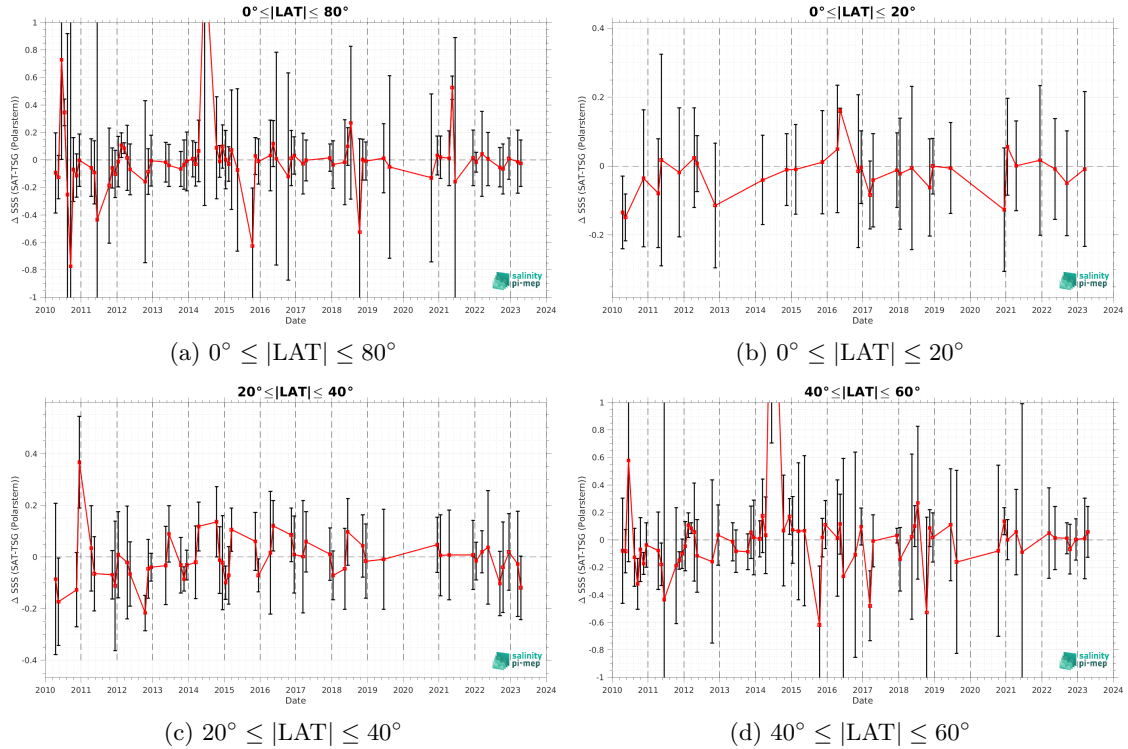 0°≤|LAT|≤ 80°
Δ SSS (SAT-TSG (Polarstern))
1
0.8
0.6
0.4
0.2
0
-0.2
-0.4
-0.6
-0.8
-1
2010 2011 2012 2013 2014 2015 2016 2017 2018 2019 2020 2021 2022 2023 2024
Date
salinity
pi-mep
(a) 0° ≤ |LAT| ≤ 80°
0°≤|LAT|≤ 20°
Δ SSS (SAT-TSG (Polarstern))
0.4
0.2
0
-0.2
2010 2011 2012 2013 2014 2015 2016 2017 2018 2019 2020 2021 2022 2023 2024
Date
salinity
pi-mep
(b) 0° ≤ |LAT| ≤ 20°
20°≤|LAT|≤ 40°
Δ SSS (SAT-TSG (Polarstern))
0.4
0.2
0
-0.2
-0.4
2010 2011 2012 2013 2014 2015 2016 2017 2018 2019 2020 2021 2022 2023 2024
Date
salinity
pi-mep
(c) 20° ≤ |LAT| ≤ 40°
40°≤|LAT|≤ 60°
Δ SSS (SAT-TSG (Polarstern))
1
0.8
0.6
0.4
0.2
0
-0.2
-0.4
-0.6
-0.8
-1
2010 2011 2012 2013 2014 2015 2016 2017 2018 2019 2020 2021 2022 2023 2024
Date
salinity
pi-mep
(d) 40° ≤ |LAT| ≤ 60°